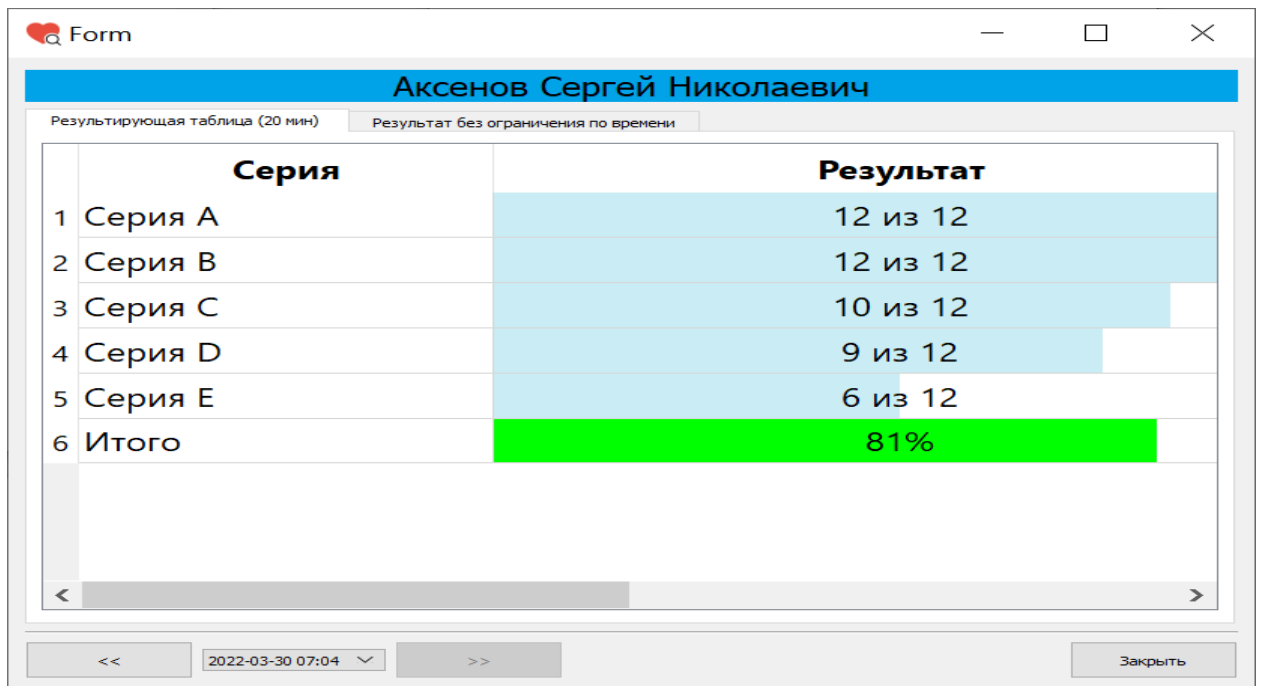 Form
Аксенов Сергей Николаевич
Результирующая таблица (20 мин) Результат без ограничения по времени
Серия Результат
1 Серия A 12 из 12
2 Серия B 12 из 12
3 Серия C 10 из 12
4 Серия D 9 из 12
5 Серия E 6 из 12
6 Итого 81%
<< 2022-03-30 07:04 >> Закрыть